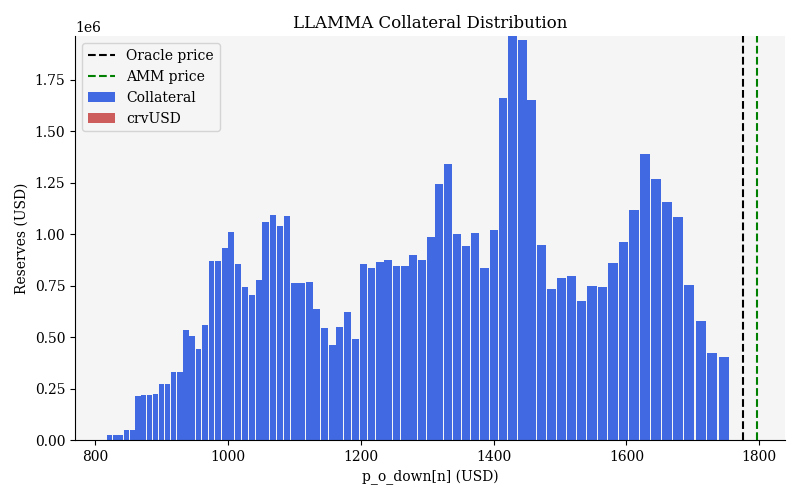 LLAMMA Collateral Distribution
1e6
Oracle price
AMM price
Collateral
crvUSD
1.75
1.50
1.25
1.00
0.75
0.50
0.25
0.00
Reserves (USD)
800 1000 1200 1400 1600 1800
p_o_down[n] (USD)